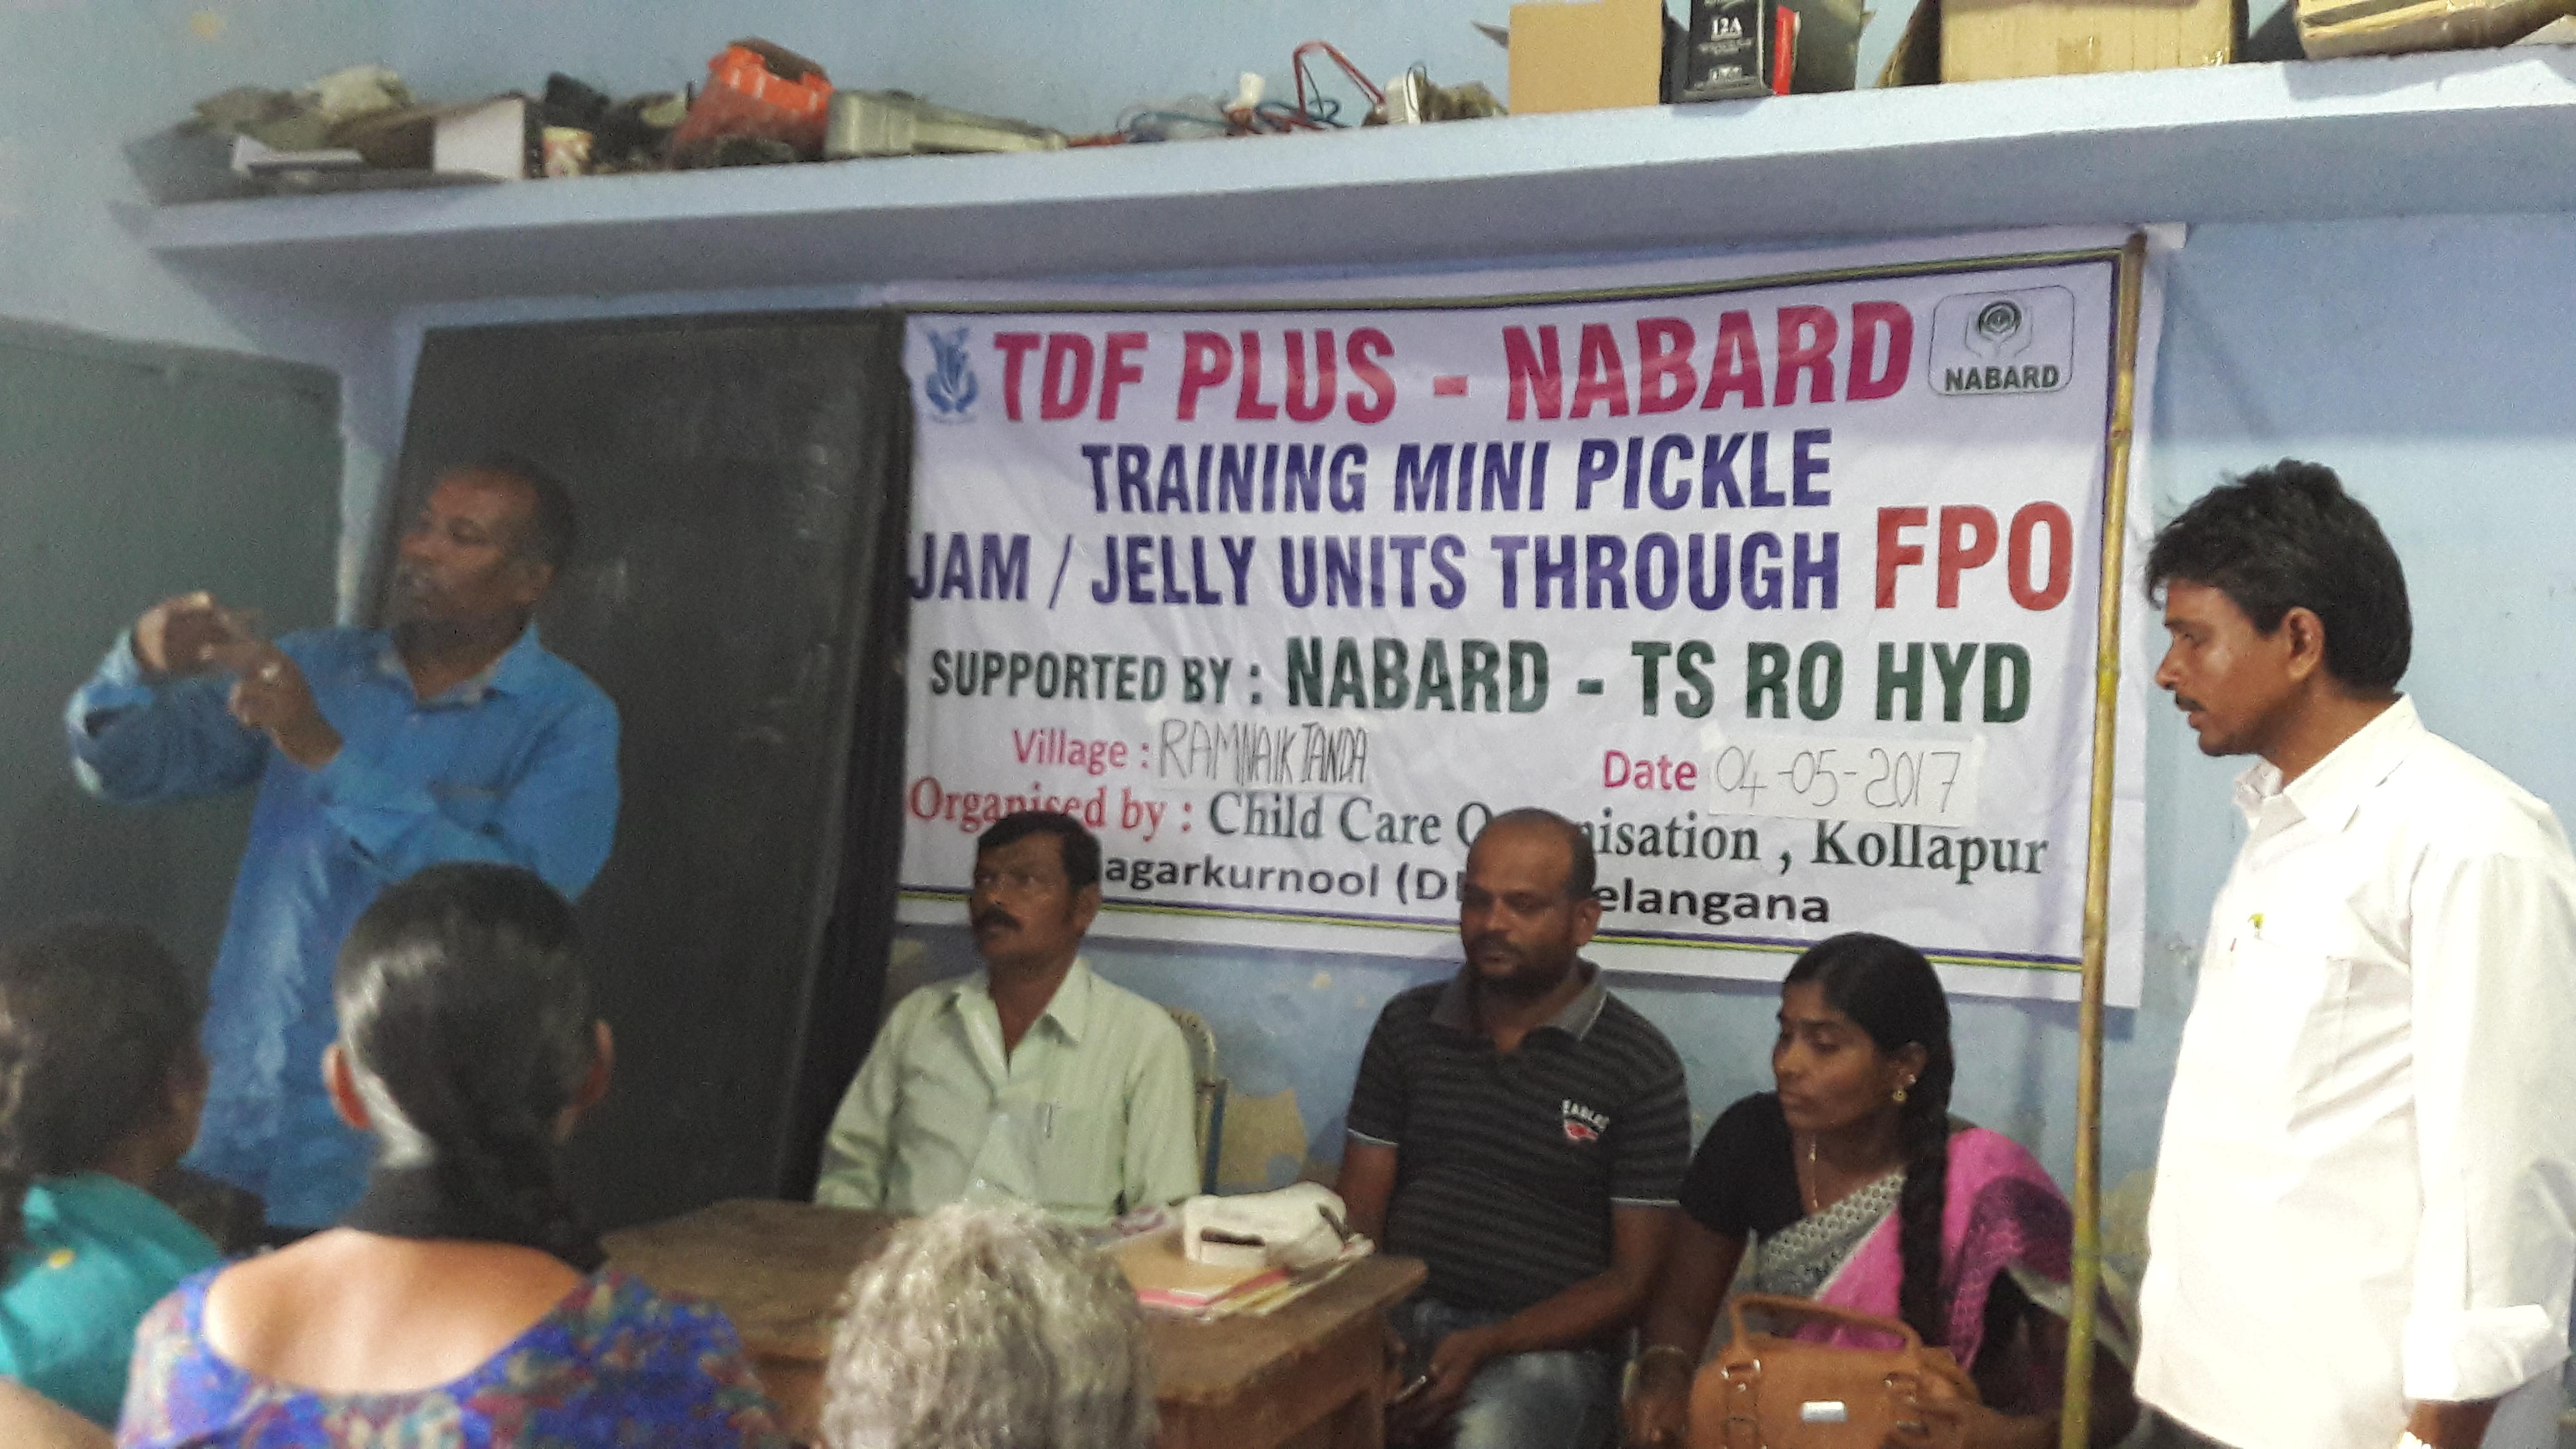 12A
TDF PLUS - NABARD
NABARD
TRAINING MINI PICKLE
JAM / JELLY UNITS THROUGH FPO
SUPPORTED BY : NABARD - TS RO HYD
Village : RAMNAIK TANDA
Date 04-05-2017
Organised by : Child Care , Kollapur